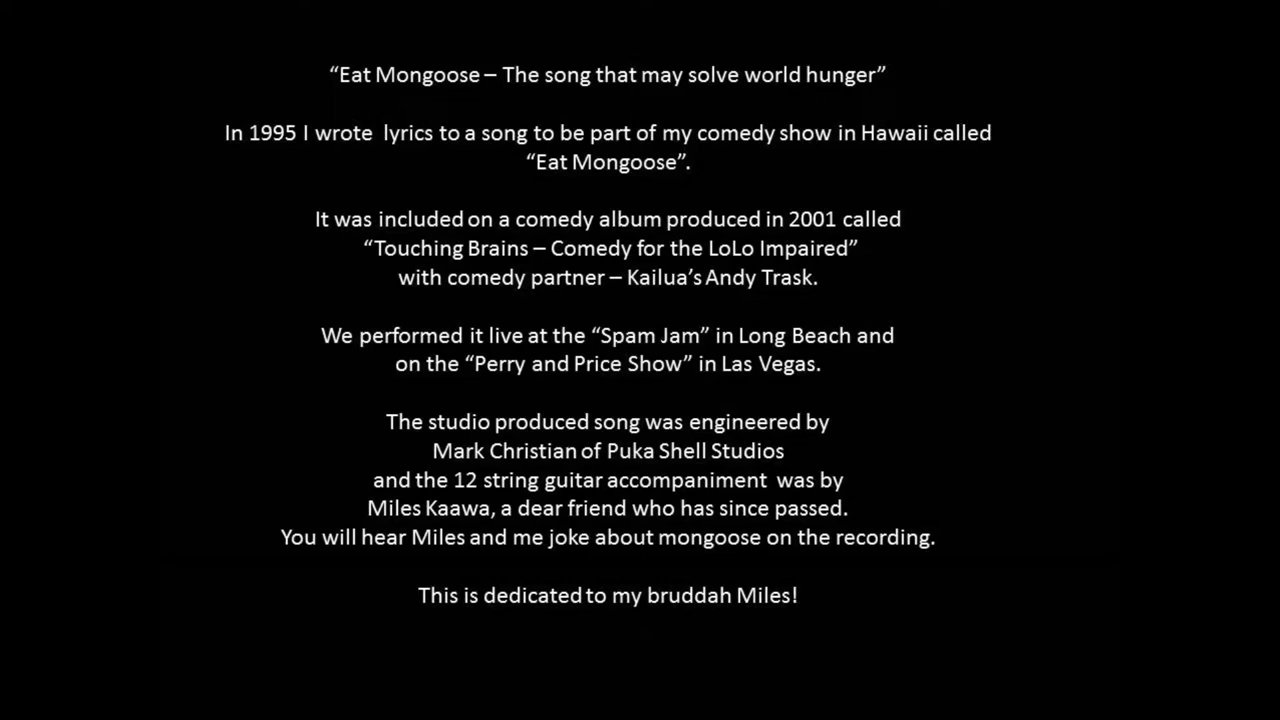 “Eat Mongoose – The song that may solve world hunger”
In 1995 I wrote lyrics to a song to be part of my comedy show in Hawaii called
“Eat Mongoose”.
It was included on a comedy album produced in 2001 called
“Touching Brains – Comedy for the LoLo Impaired”
with comedy partner – Kailua’s Andy Trask.
We performed it live at the “Spam Jam” in Long Beach and
on the “Perry and Price Show” in Las Vegas.
The studio produced song was engineered by
Mark Christian of Puka Shell Studios
and the 12 string guitar accompaniment was by
Miles Kaawa, a dear friend who has since passed.
You will hear Miles and me joke about mongoose on the recording.
This is dedicated to my bruddah Miles!